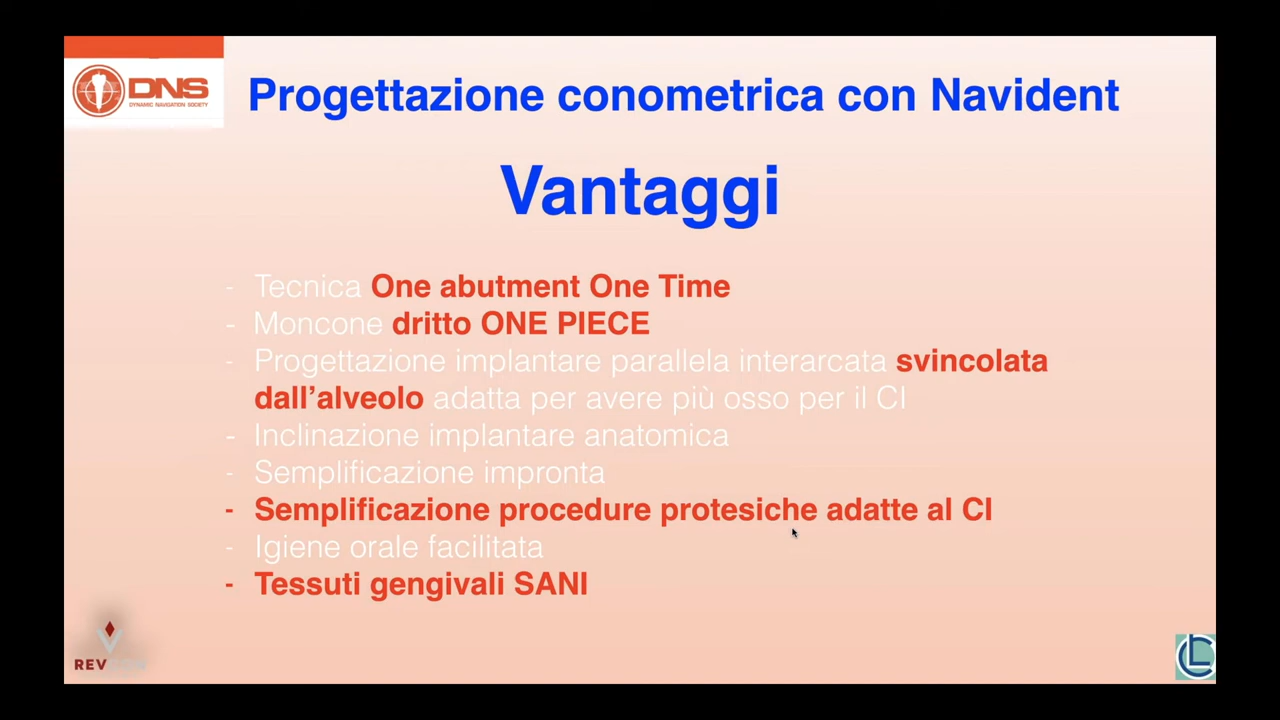 DNS
DYNAMIC NAVIGATION SOCIETY
Progettazione conometrica con Navident
Vantaggi
- Tecnica One abutment One Time
- Moncone dritto ONE PIECE
- Progettazione implantare parallela interarcata svincolata
dall’alveolo adatta per avere più osso per il CI
- Inclinazione implantare anatomica
- Semplificazione impronta
- Semplificazione procedure protesiche adatte al CI
- Igiene orale facilitata
- Tessuti gengivali SANI